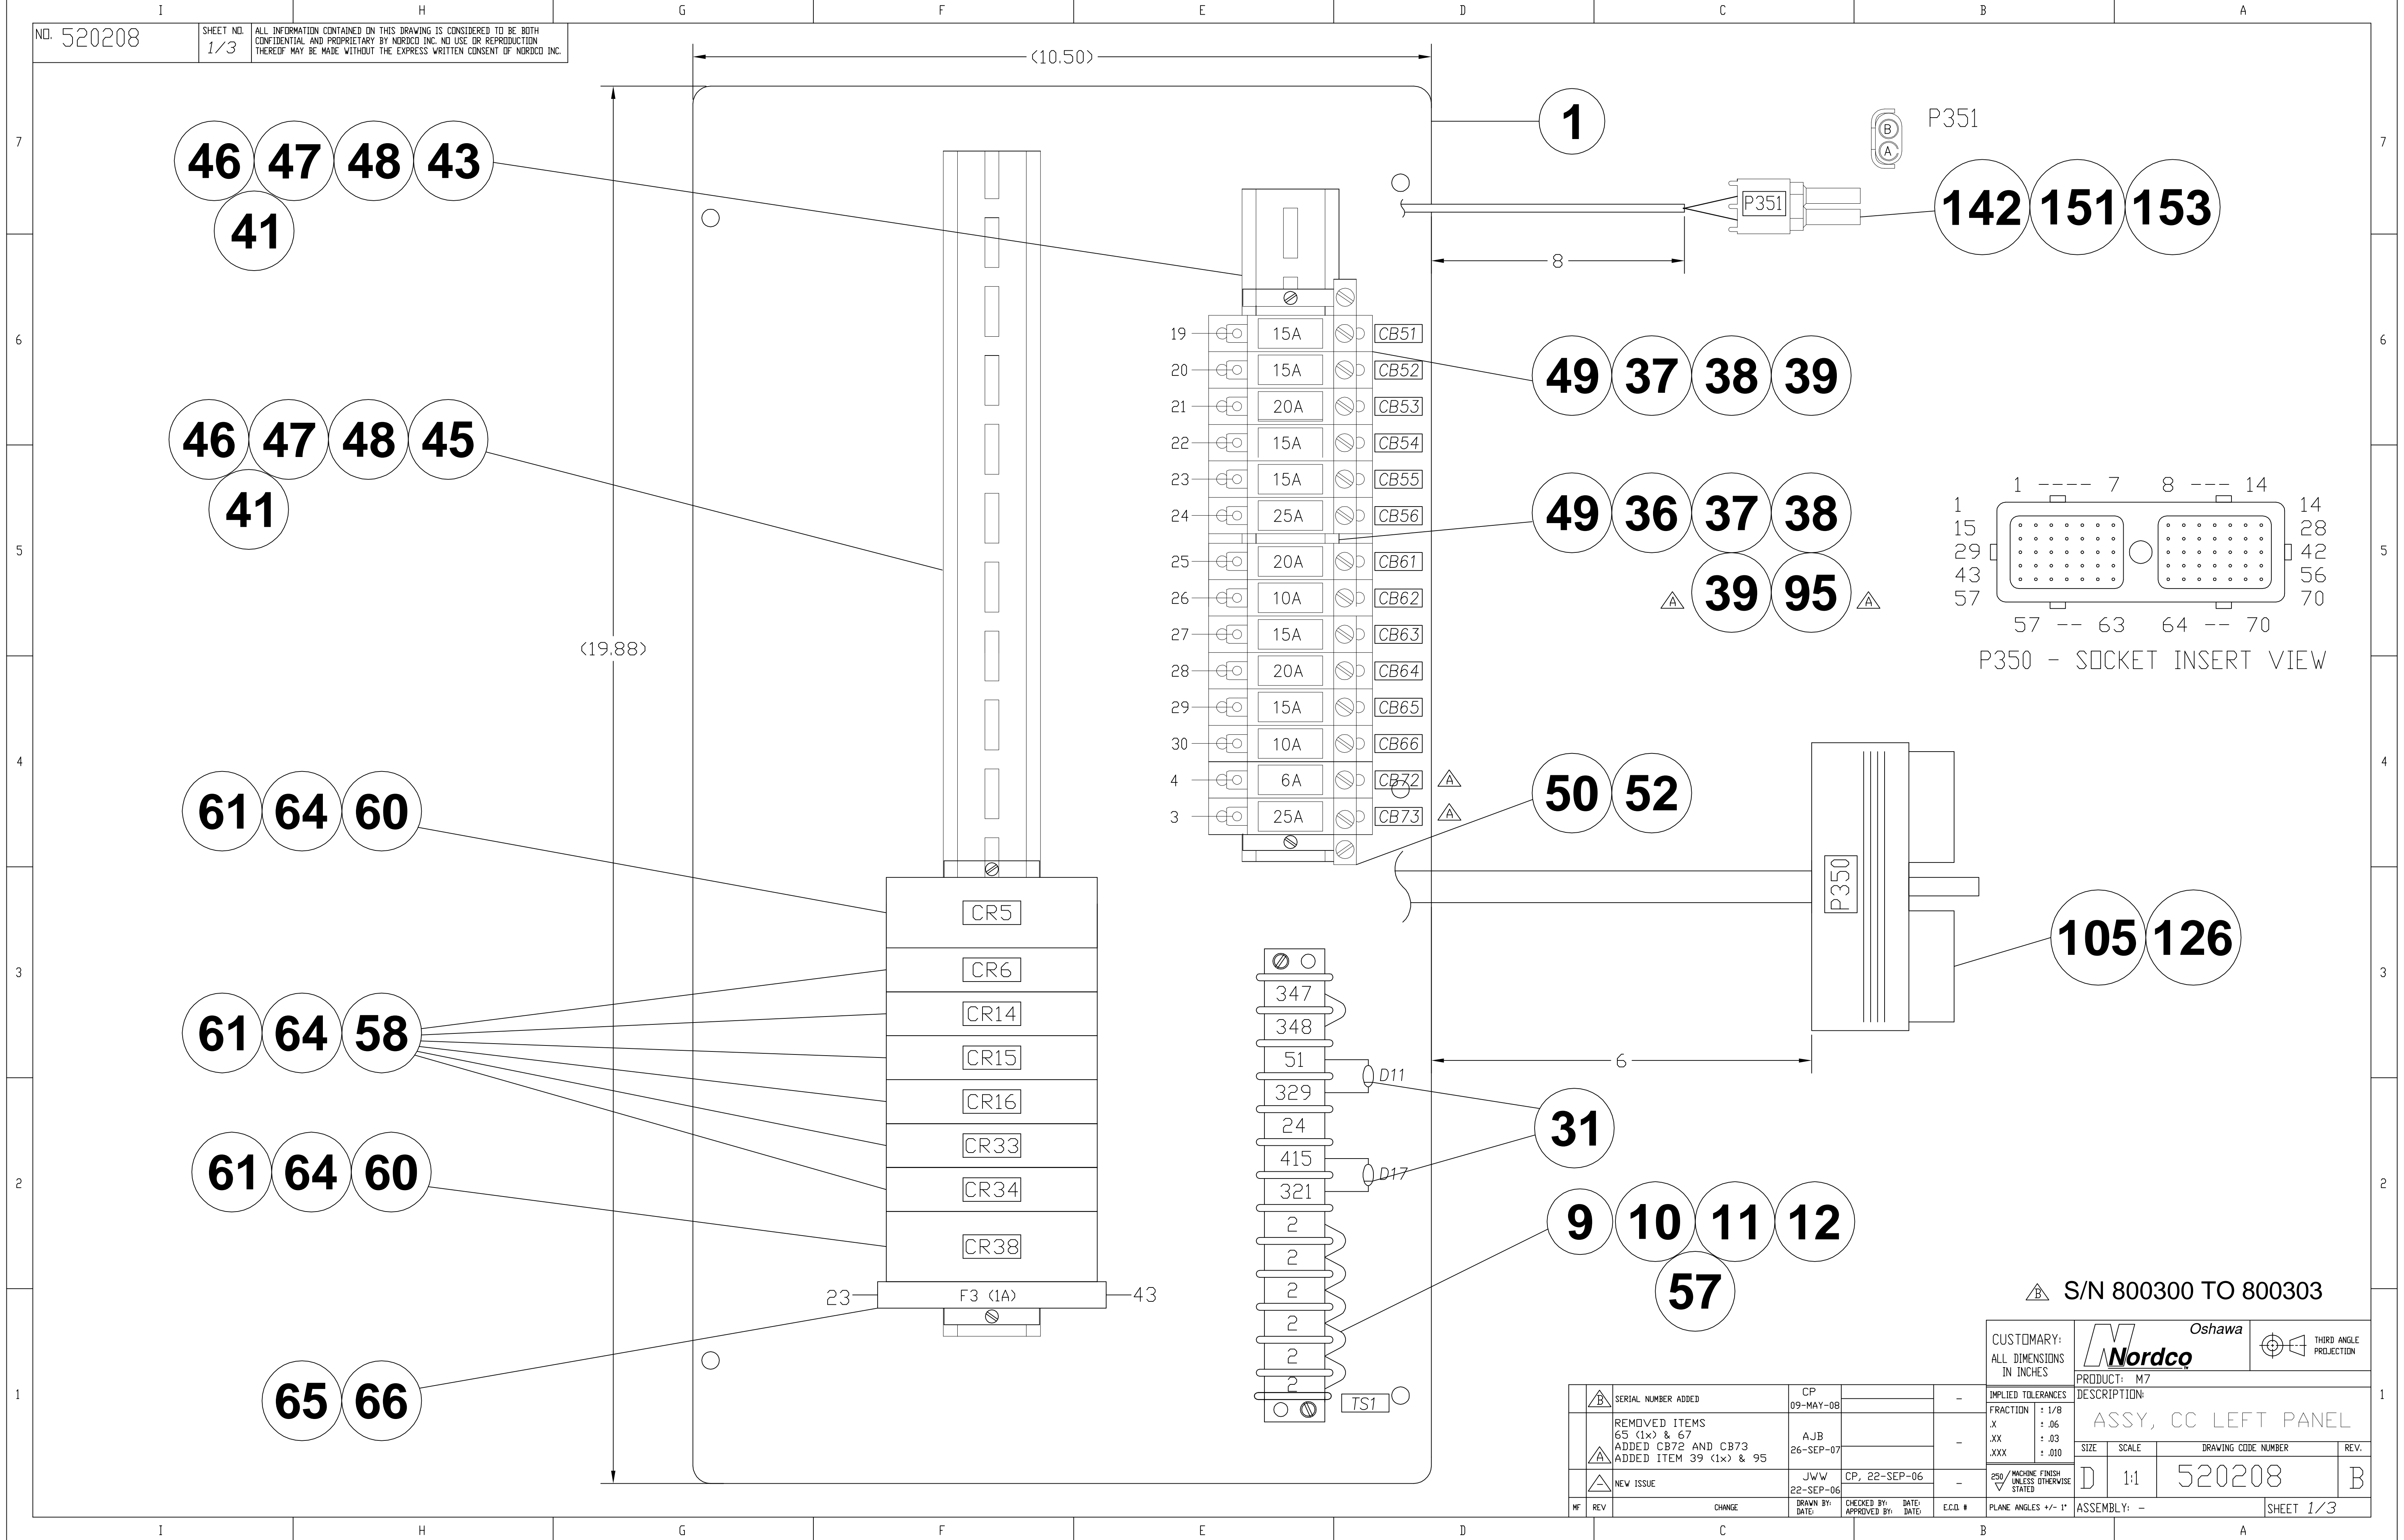 I H G F E D C B A
NO. 520208
SHEET NO.
1/3
ALL INFORMATION CONTAINED ON THIS DRAWING IS CONSIDERED TO BE BOTH
CONFIDENTIAL AND PROPRIETARY BY NORDCO INC. NO USE OR REPRODUCTION
THEREOF MAY BE MADE WITHOUT THE EXPRESS WRITTEN CONSENT OF NORDCO INC.
(10.50)
7
6
5
4
3
2
1
7
6
5
4
3
2
1
46 47 48 43
41
46 47 48 45
41
61 64 60
61 64 58
61 64 60
65 66
(19.88)
CR5
CR6
CR14
CR15
CR16
CR33
CR34
CR38
23 F3 (1A) 43
19 15A CB51
20 15A CB52
21 20A CB53
22 15A CB54
23 15A CB55
24 25A CB56
25 20A CB61
26 10A CB62
27 15A CB63
28 20A CB64
29 15A CB65
30 10A CB66
4 6A CB72 A
3 25A CB73 A
347
348
51
329
24
415
321
2
2
2
2
2
2
D11
D17
TS1
1
B
A
P351
P351
142 151 153
8
49 37 38 39
49 36 37 38
A 39 95 A
50 52
1 ---- 7 8 --- 14
1 14
15 28
29 42
43 56
57 70
57 -- 63 64 -- 70
P350 - SOCKET INSERT VIEW
P350
105 126
6
31
9 10 11 12
57
B S/N 800300 TO 800303
CUSTOMARY:
ALL DIMENSIONS
IN INCHES
Oshawa
Nordco
THIRD ANGLE
PROJECTION
PRODUCT: M7
IMPLIED TOLERANCES
FRACTION ± 1/8
.X ± .06
.XX ± .03
.XXX ± .010
250 MACHINE FINISH
UNLESS OTHERWISE
STATED
PLANE ANGLES +/- 1°
DESCRIPTION:
ASSY, CC LEFT PANEL
SIZE SCALE DRAWING CODE NUMBER REV.
D 1:1 520208 B
ASSEMBLY: - SHEET 1/3
B SERIAL NUMBER ADDED CP
09-MAY-08 -
A REMOVED ITEMS
65 (1x) & 67
ADDED CB72 AND CB73
ADDED ITEM 39 (1x) & 95
AJB
26-SEP-07 -
- NEW ISSUE JWW
22-SEP-06 CP, 22-SEP-06 -
MF REV CHANGE DRAWN BY:
DATE: CHECKED BY: DATE:
APPROVED BY: DATE: E.C.O. #
I H G F E D C B A